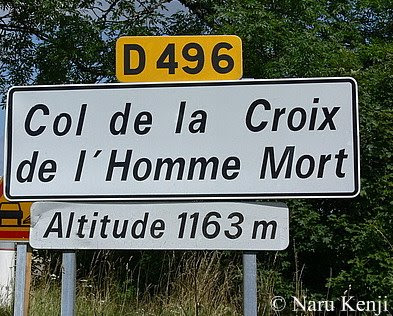 D 496
Col de la Croix
de l´Homme Mort
Altitude 1163 m
© Naru Kenji